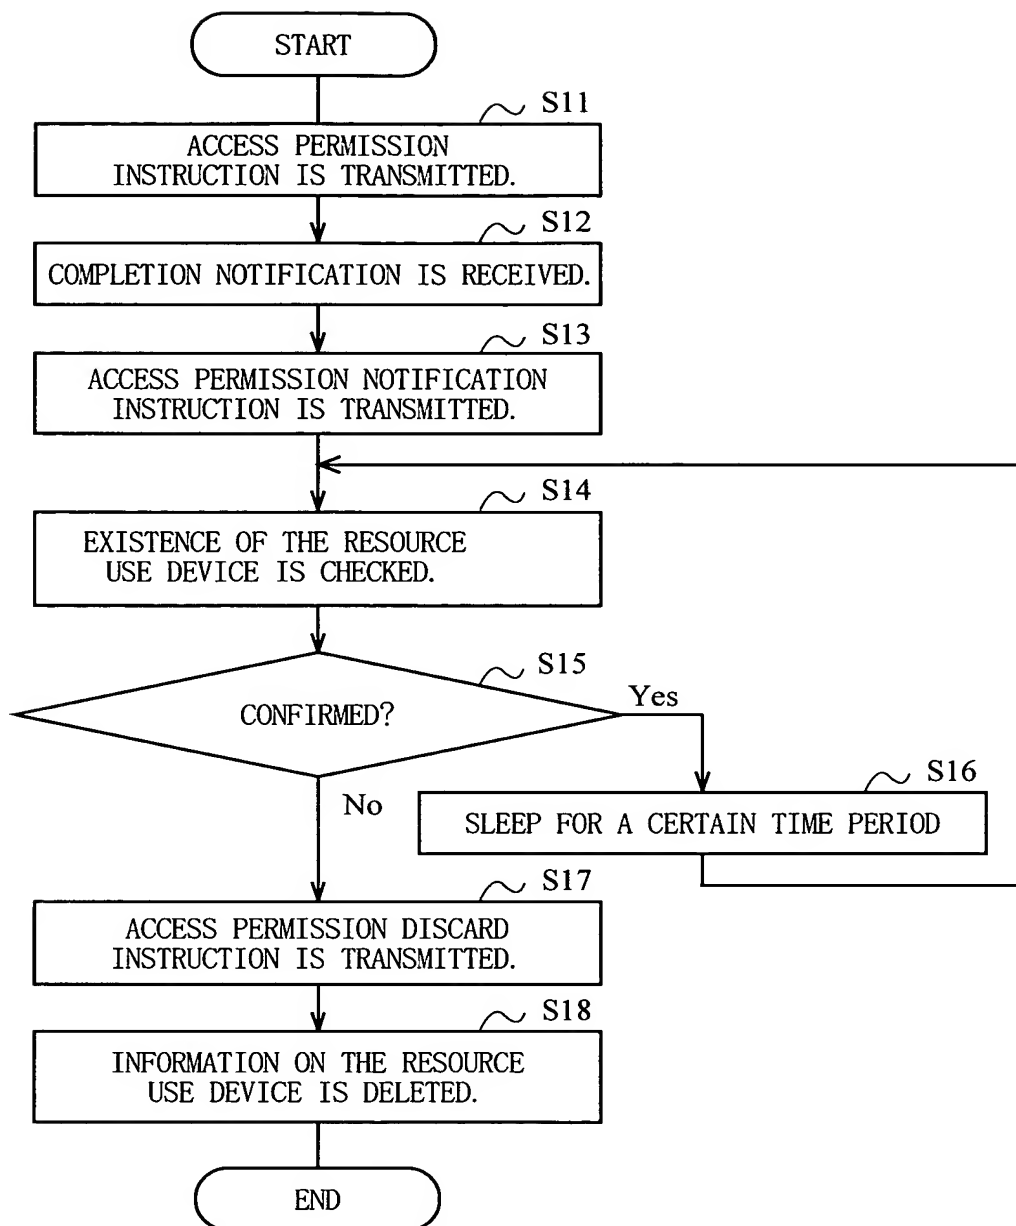 START
S11
ACCESS PERMISSION
INSTRUCTION IS TRANSMITTED.
S12
COMPLETION NOTIFICATION IS RECEIVED.
S13
ACCESS PERMISSION NOTIFICATION
INSTRUCTION IS TRANSMITTED.
S14
EXISTENCE OF THE RESOURCE
USE DEVICE IS CHECKED.
S15
CONFIRMED?
Yes
No
S16
SLEEP FOR A CERTAIN TIME PERIOD
S17
ACCESS PERMISSION DISCARD
INSTRUCTION IS TRANSMITTED.
S18
INFORMATION ON THE RESOURCE
USE DEVICE IS DELETED.
END